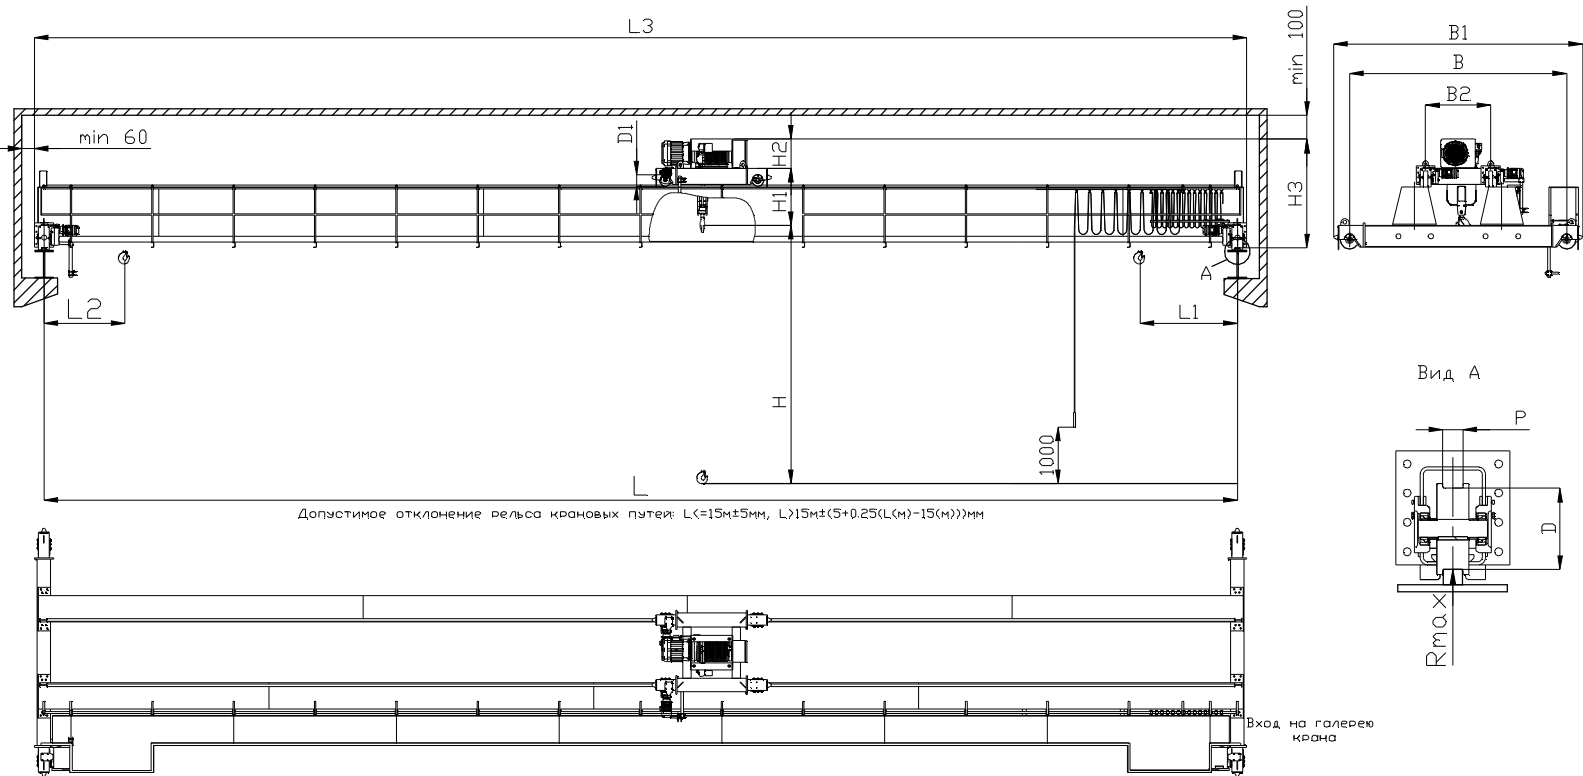 L3
min 100
B1
B
B2
min 60
D1
H2
H1
H3
A
L2
L1
H
1000
L
Допустимое отклонение рельса крановых путей: L<=15м±5мм, L>15м±(5+0.25(L(м)-15(м)))мм
Вид А
P
D
Rmax
Вход на галерею
крана